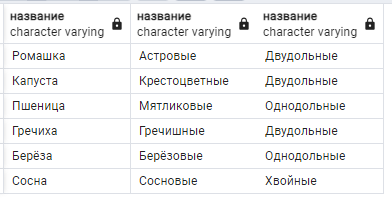 название название название
character varying character varying character varying
Ромашка Астровые Двудольные
Капуста Крестоцветные Двудольные
Пшеница Мятликовые Однодольные
Гречиха Гречишные Двудольные
Берёза Берёзовые Однодольные
Сосна Сосновые Хвойные